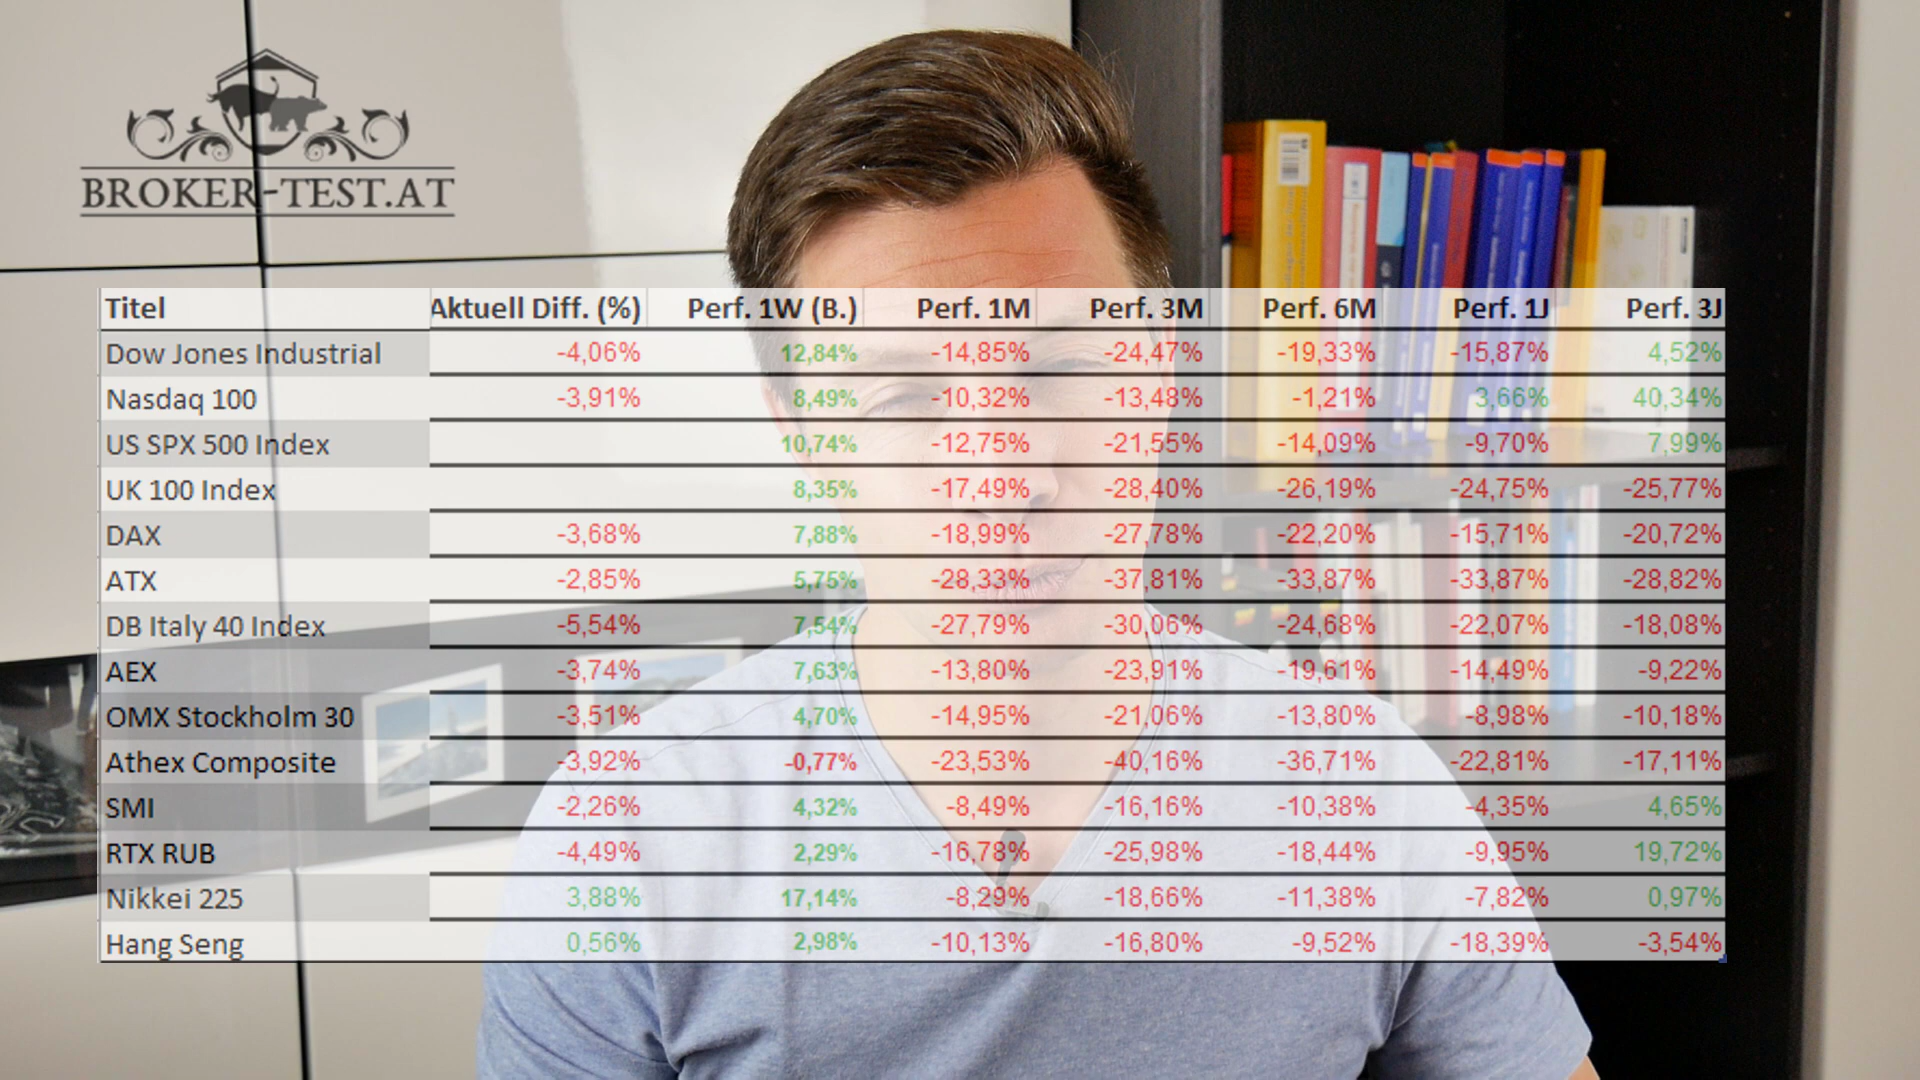 BROKER-TEST.AT
Titel Aktuell Diff. (%) Perf. 1W (B.) Perf. 1M Perf. 3M Perf. 6M Perf. 1J Perf. 3J
Dow Jones Industrial -4,06% 12,84% -14,85% -24,47% -19,33% -15,87% 4,52%
Nasdaq 100 -3,91% 8,49% -10,32% -13,48% -1,21% 3,66% 40,34%
US SPX 500 Index 10,74% -12,75% -21,55% -14,09% -9,70% 7,99%
UK 100 Index 8,35% -17,49% -28,40% -26,19% -24,75% -25,77%
DAX -3,68% 7,88% -18,99% -27,78% -22,20% -15,71% -20,72%
ATX -2,85% 5,75% -28,33% -37,81% -33,87% -33,87% -28,82%
DB Italy 40 Index -5,54% 7,54% -27,79% -30,06% -24,68% -22,07% -18,08%
AEX -3,74% 7,63% -13,80% -23,91% -19,61% -14,49% -9,22%
OMX Stockholm 30 -3,51% 4,70% -14,95% -21,06% -13,80% -8,98% -10,18%
Athex Composite -3,92% -0,77% -23,53% -40,16% -36,71% -22,81% -17,11%
SMI -2,26% 4,32% -8,49% -16,16% -10,38% -4,35% 4,65%
RTX RUB -4,49% 2,29% -16,78% -25,98% -18,44% -9,95% 19,72%
Nikkei 225 3,88% 17,14% -8,29% -18,66% -11,38% -7,82% 0,97%
Hang Seng 0,56% 2,98% -10,13% -16,80% -9,52% -18,39% -3,54%